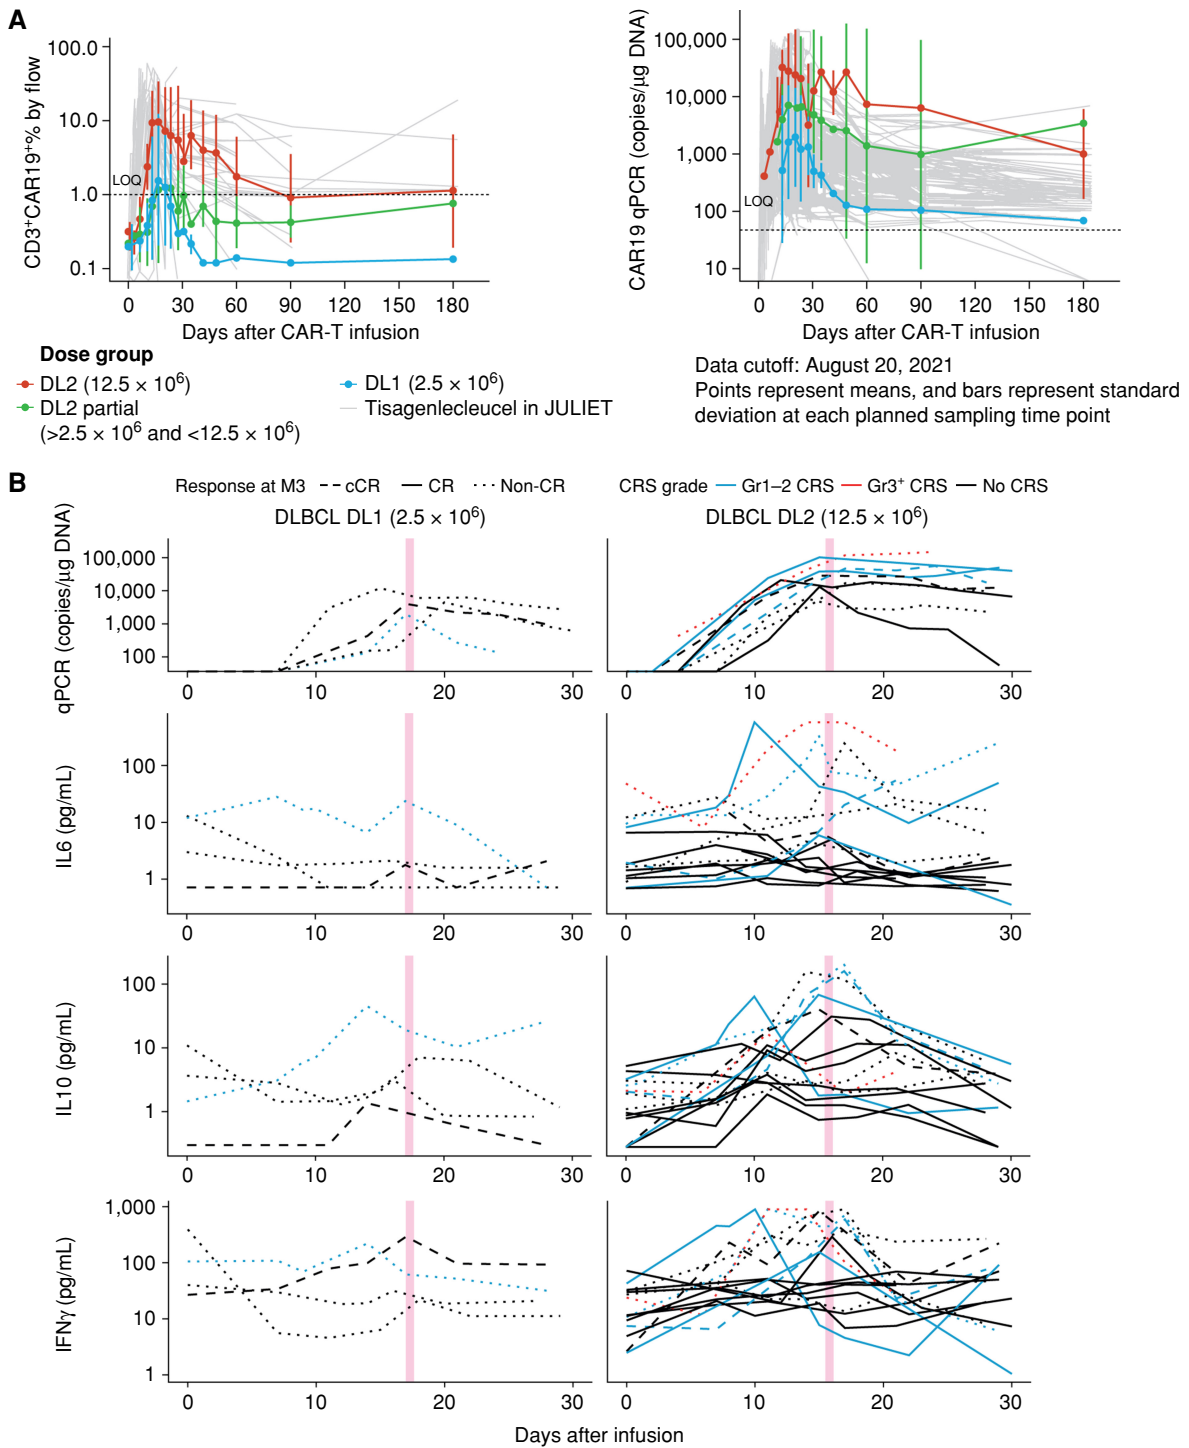 A
CD3⁺CAR19⁺% by flow
100.0
10.0
1.0
0.1
LOQ
0 30 60 90 120 150 180
Days after CAR-T infusion
CAR19 qPCR (copies/µg DNA)
100,000
10,000
1,000
100
10
LOQ
0 30 60 90 120 150 180
Days after CAR-T infusion
Dose group
DL2 (12.5 × 10⁶)
DL2 partial
(>2.5 × 10⁶ and <12.5 × 10⁶)
DL1 (2.5 × 10⁶)
Tisagenlecleucel in JULIET
Data cutoff: August 20, 2021
Points represent means, and bars represent standard
deviation at each planned sampling time point
B
Response at M3 cCR CR Non-CR
CRS grade Gr1–2 CRS Gr3⁺ CRS No CRS
DLBCL DL1 (2.5 × 10⁶)
DLBCL DL2 (12.5 × 10⁶)
qPCR (copies/µg DNA)
100,000
10,000
1,000
100
0 10 20 30
0 10 20 30
IL6 (pg/mL)
100
10
1
0 10 20 30
0 10 20 30
IL10 (pg/mL)
100
10
1
0 10 20 30
0 10 20 30
IFNγ (pg/mL)
1,000
100
10
1
0 10 20 30
0 10 20 30
Days after infusion